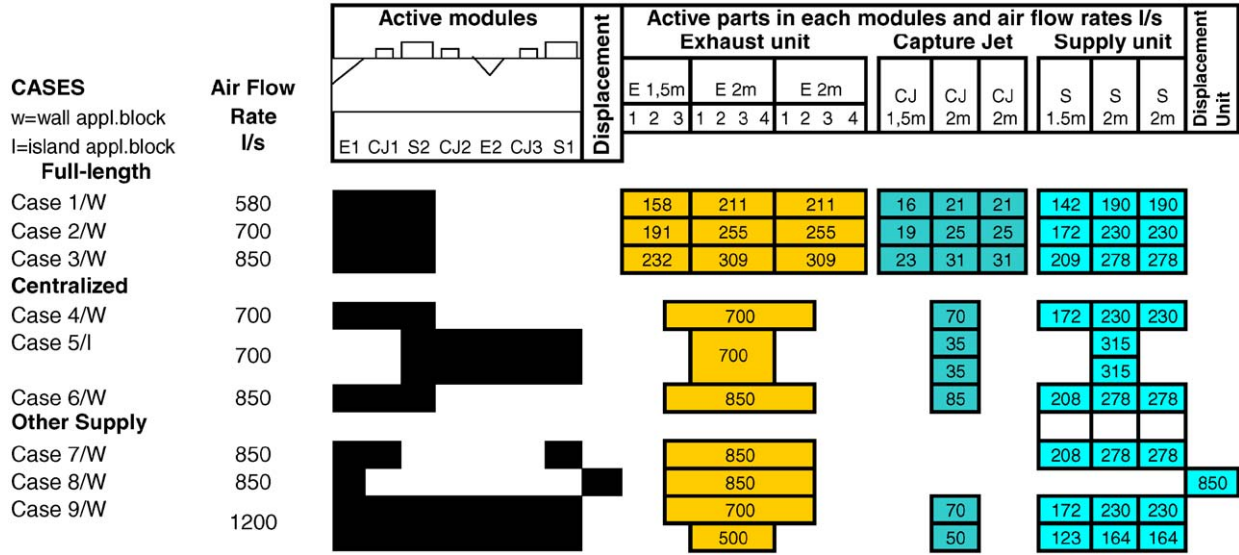 Active modules
Displacement
Active parts in each modules and air flow rates l/s
Exhaust unit Capture Jet Supply unit
Displacement Unit
CASES Air Flow
w=wall appl.block Rate
I=island appl.block l/s
E 1,5m E 2m E 2m CJ 1,5m CJ 2m CJ 2m S 1.5m S 2m S 2m
1 2 3 1 2 3 4 1 2 3 4
E1 CJ1 S2 CJ2 E2 CJ3 S1
Full-length
Case 1/W 580 158 211 211 16 21 21 142 190 190
Case 2/W 700 191 255 255 19 25 25 172 230 230
Case 3/W 850 232 309 309 23 31 31 209 278 278
Centralized
Case 4/W 700 700 70 172 230 230
Case 5/I 700 700 35 315
35 315
Case 6/W 850 850 85 208 278 278
Other Supply
Case 7/W 850 850 208 278 278
Case 8/W 850 850 850
Case 9/W 1200 700 70 172 230 230
500 50 123 164 164